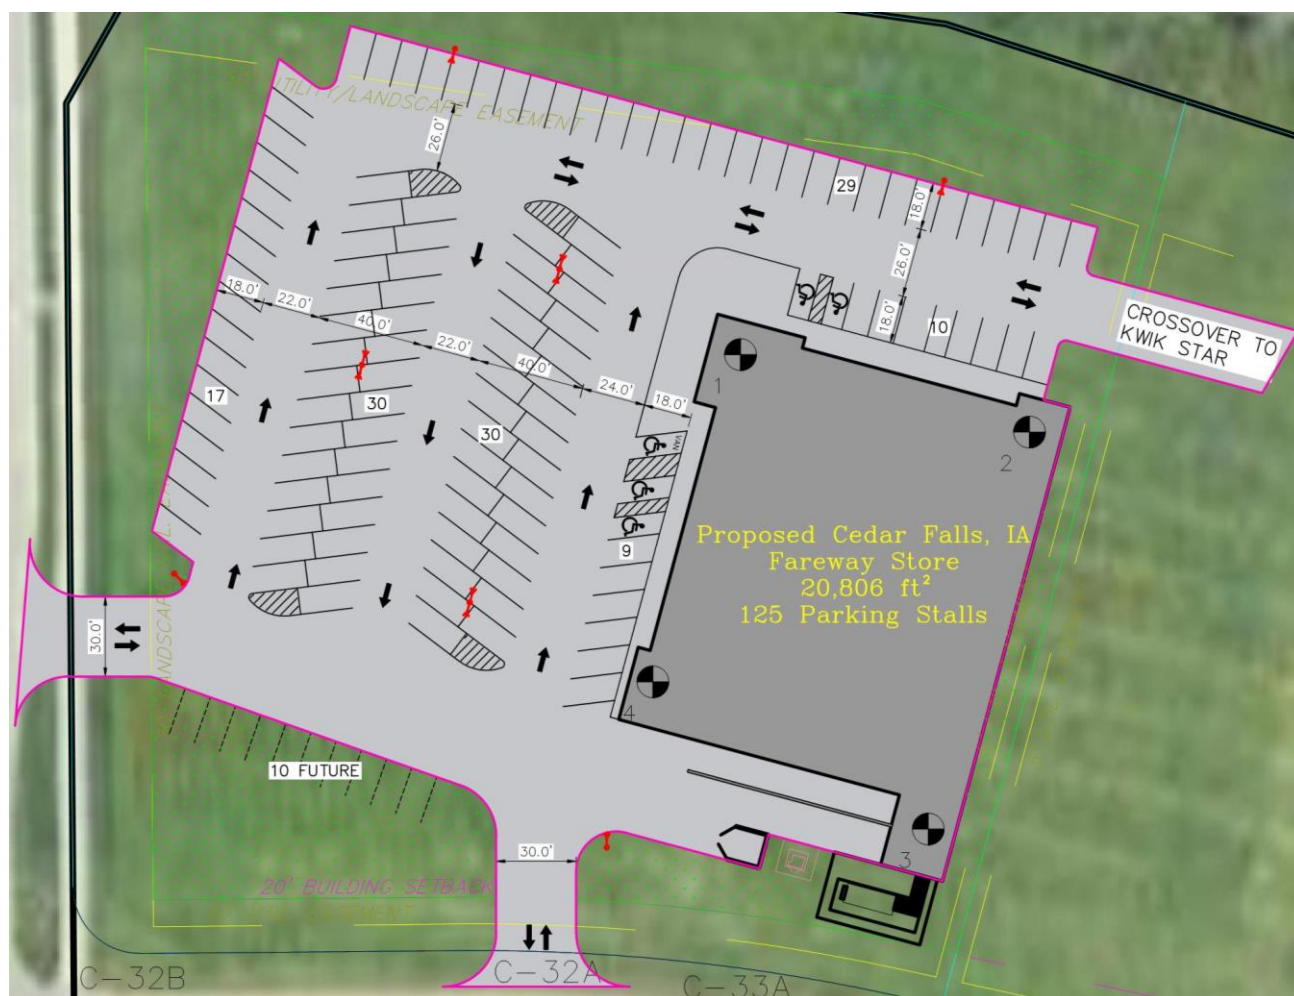 UTILITY/LANDSCAPE EASEMENT
26.0'
29
18.0'
26.0'
18.0'
10
CROSSOVER TO
KWIK STAR
18.0'
22.0'
40.0'
22.0'
40.0'
24.0'
18.0'
17
30
30
VAN
9
1
2
Proposed Cedar Falls, IA
Fareway Store
20,806 ft²
125 Parking Stalls
4
3
30.0'
LANDSCAPE
10 FUTURE
30.0'
20' BUILDING SETBACK
EASEMENT
C-32B
C-32A
C-33A